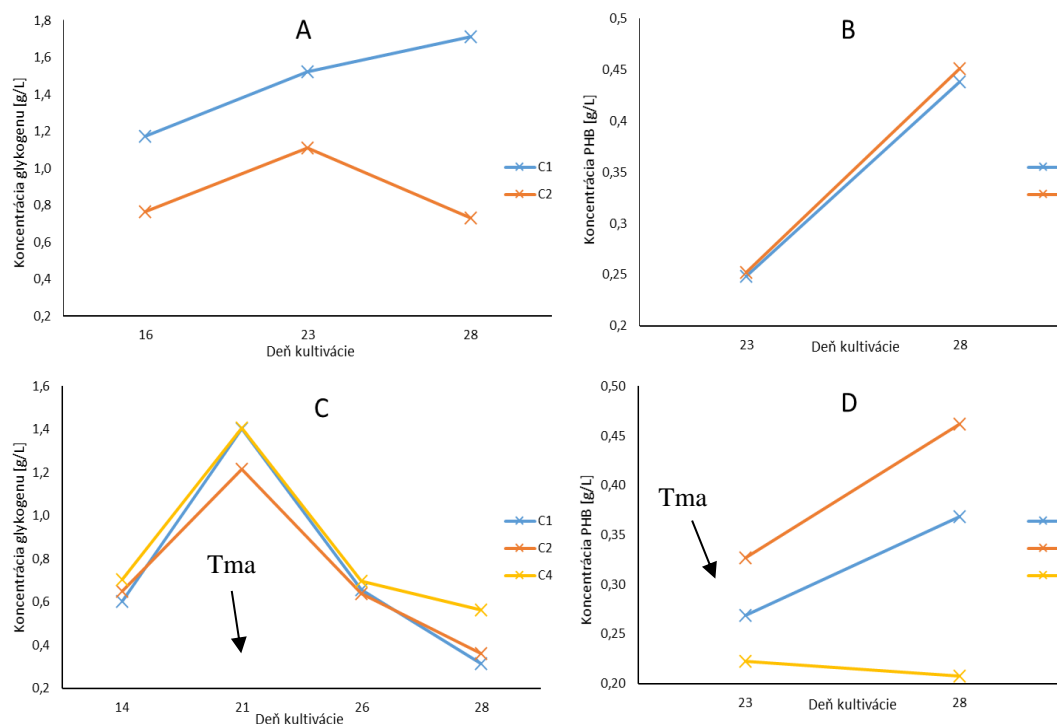 A
Koncentrácia glykogenu [g/L]
1,8
1,6
1,4
1,2
1,0
0,8
0,6
0,4
0,2
16
23
28
Deň kultivácie
C1
C2
B
Koncentrácia PHB [g/L]
0,5
0,45
0,4
0,35
0,3
0,25
0,2
23
28
Deň kultivácie
C
Koncentrácia glykogenu [g/L]
1,6
1,4
1,2
1,0
0,8
0,6
0,4
0,2
Tma
14
21
26
28
Deň kultivácie
C1
C2
C4
D
Koncentrácia PHB [g/L]
0,50
0,45
0,40
0,35
0,30
0,25
0,20
Tma
23
28
Deň kultivácie